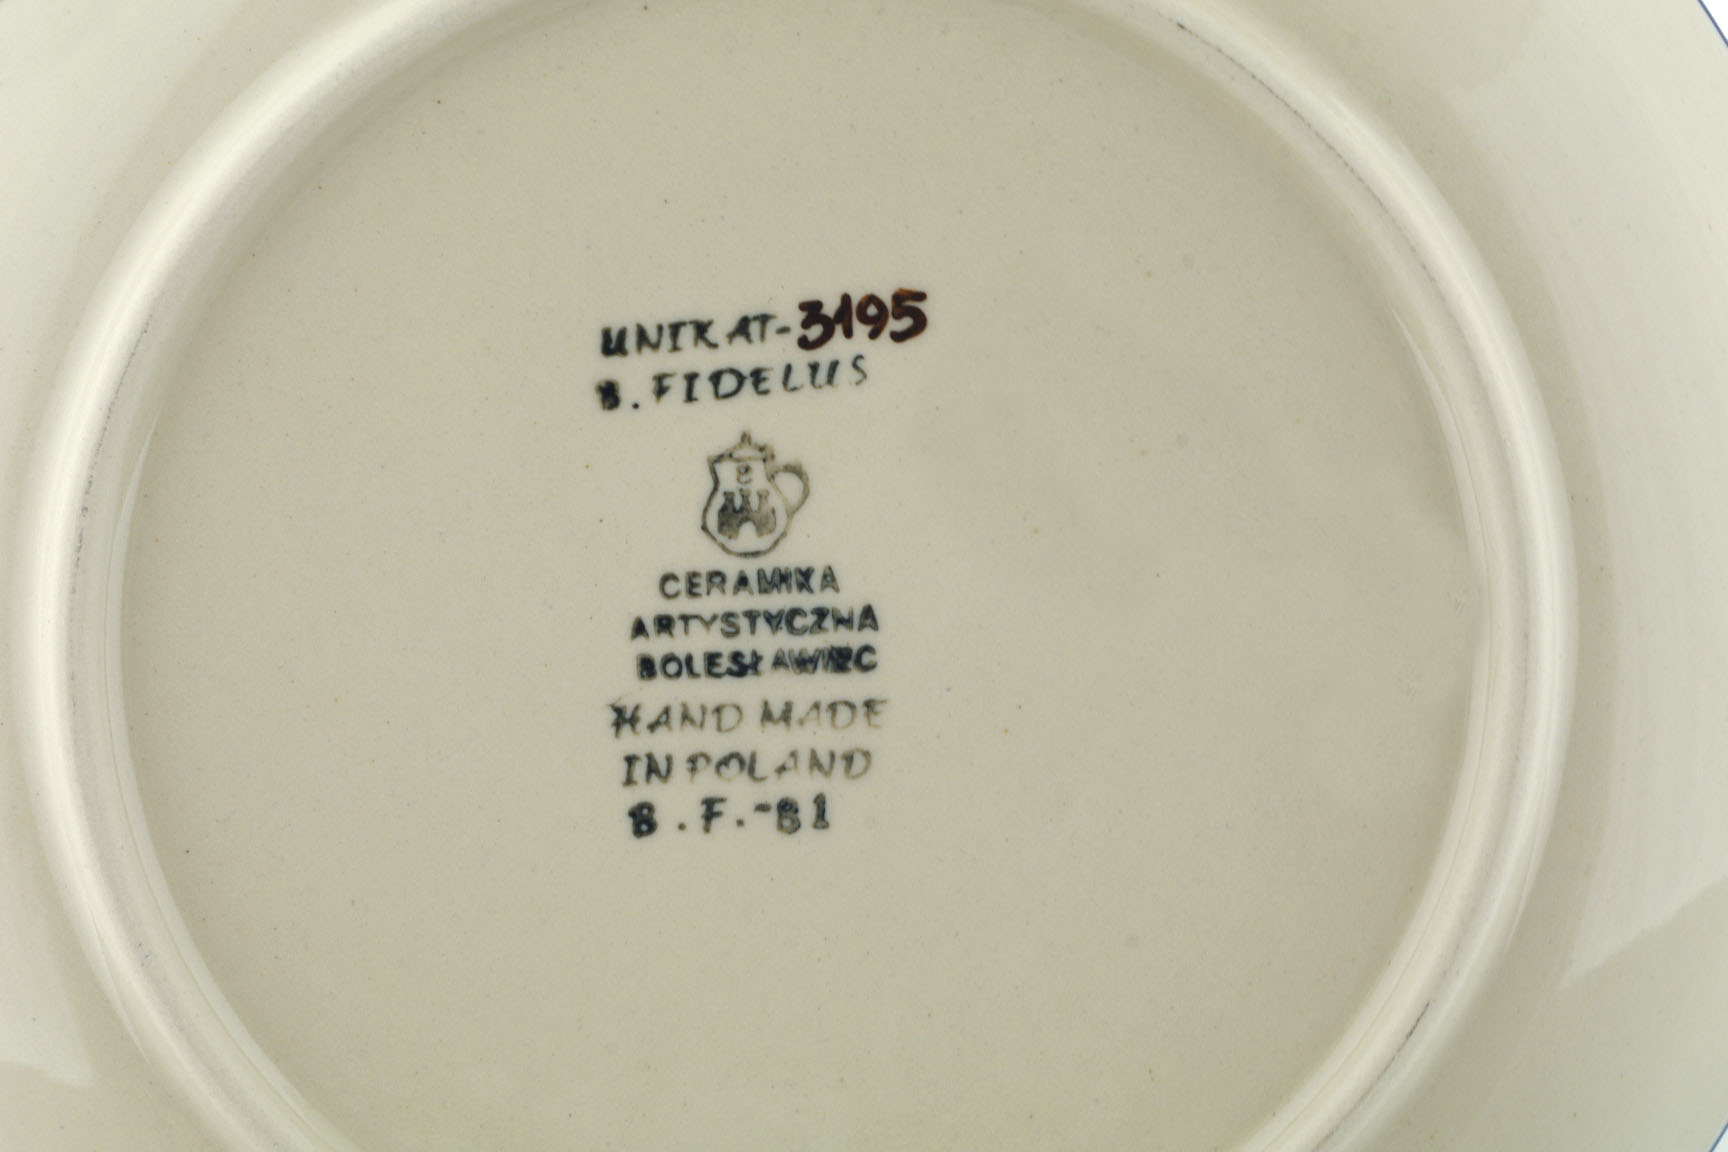 UNIKAT-3195
B. FIDELUS
B
CERAMIKA
ARTYSTYCZNA
BOLESŁAWIEC
HAND MADE
IN POLAND
B.F.-81